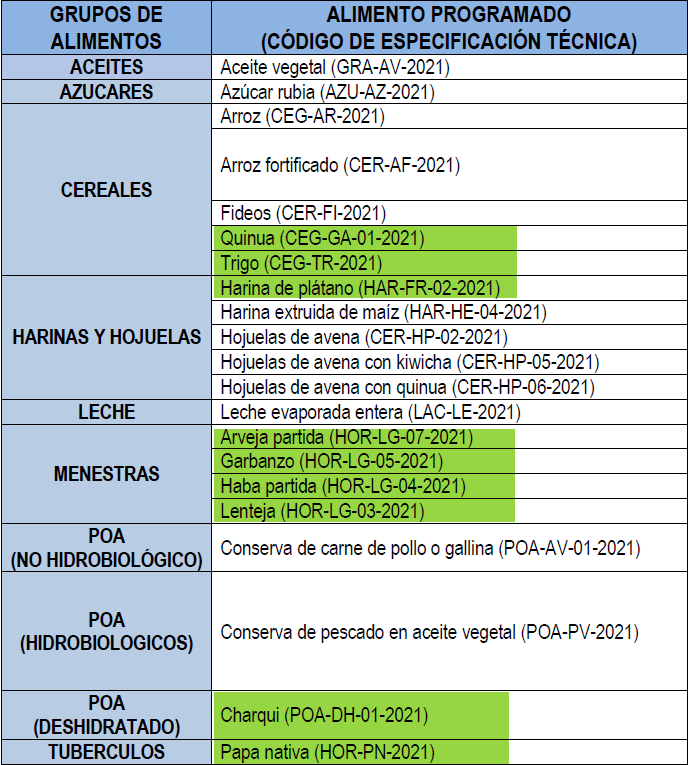 GRUPOS DE
ALIMENTOS
ALIMENTO PROGRAMADO
(CÓDIGO DE ESPECIFICACIÓN TÉCNICA)
ACEITES
Aceite vegetal (GRA-AV-2021)
AZUCARES
Azúcar rubia (AZU-AZ-2021)
CEREALES
Arroz (CEG-AR-2021)
Arroz fortificado (CER-AF-2021)
Fideos (CER-FI-2021)
Quinua (CEG-GA-01-2021)
Trigo (CEG-TR-2021)
HARINAS Y HOJUELAS
Harina de plátano (HAR-FR-02-2021)
Harina extruida de maíz (HAR-HE-04-2021)
Hojuelas de avena (CER-HP-02-2021)
Hojuelas de avena con kiwicha (CER-HP-05-2021)
Hojuelas de avena con quinua (CER-HP-06-2021)
LECHE
Leche evaporada entera (LAC-LE-2021)
MENESTRAS
Arveja partida (HOR-LG-07-2021)
Garbanzo (HOR-LG-05-2021)
Haba partida (HOR-LG-04-2021)
Lenteja (HOR-LG-03-2021)
POA
(NO HIDROBIOLÓGICO)
Conserva de carne de pollo o gallina (POA-AV-01-2021)
POA
(HIDROBIOLOGICOS)
Conserva de pescado en aceite vegetal (POA-PV-2021)
POA
(DESHIDRATADO)
Charqui (POA-DH-01-2021)
TUBERCULOS
Papa nativa (HOR-PN-2021)